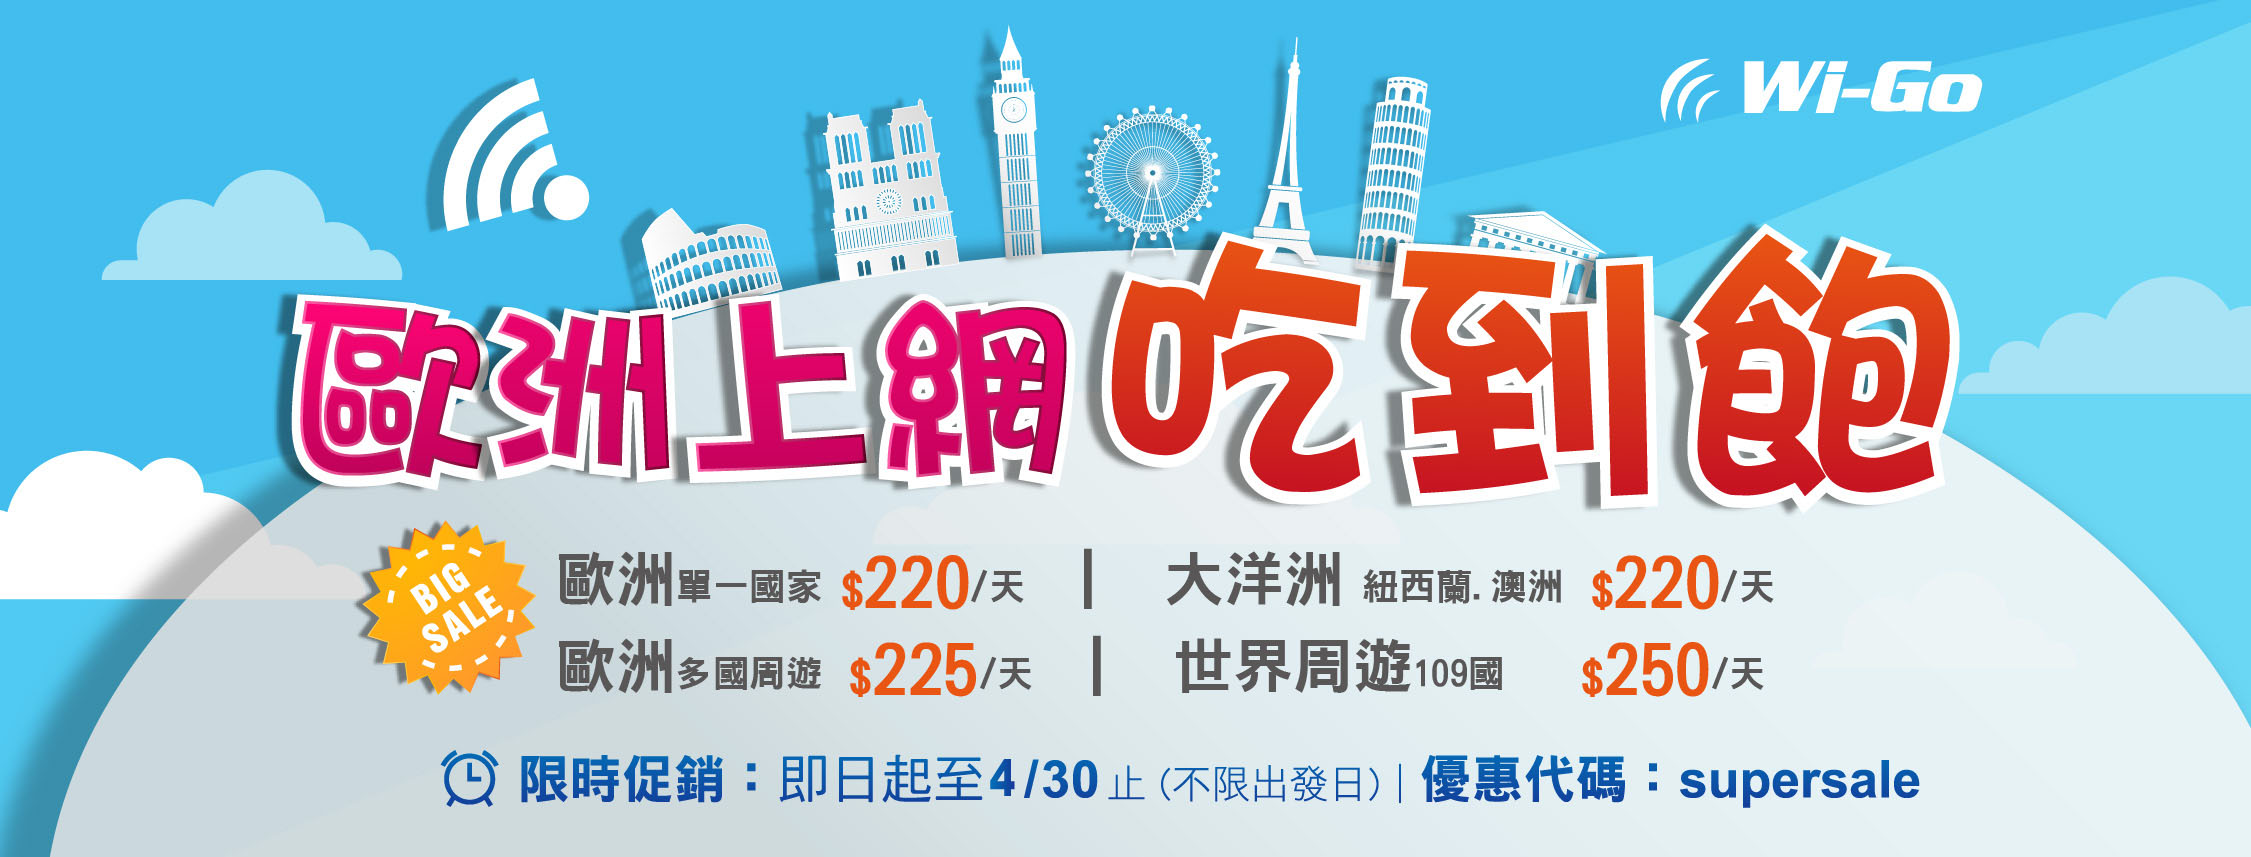 Wi-Go
歐洲上網吃到飽
BIG
SALE
歐洲單一國家 $220/天 | 大洋洲 紐西蘭.澳洲 $220/天
歐洲多國周遊 $225/天 | 世界周遊109國 $250/天
限時促銷：即日起至4/30止（不限出發日）| 優惠代碼：supersale